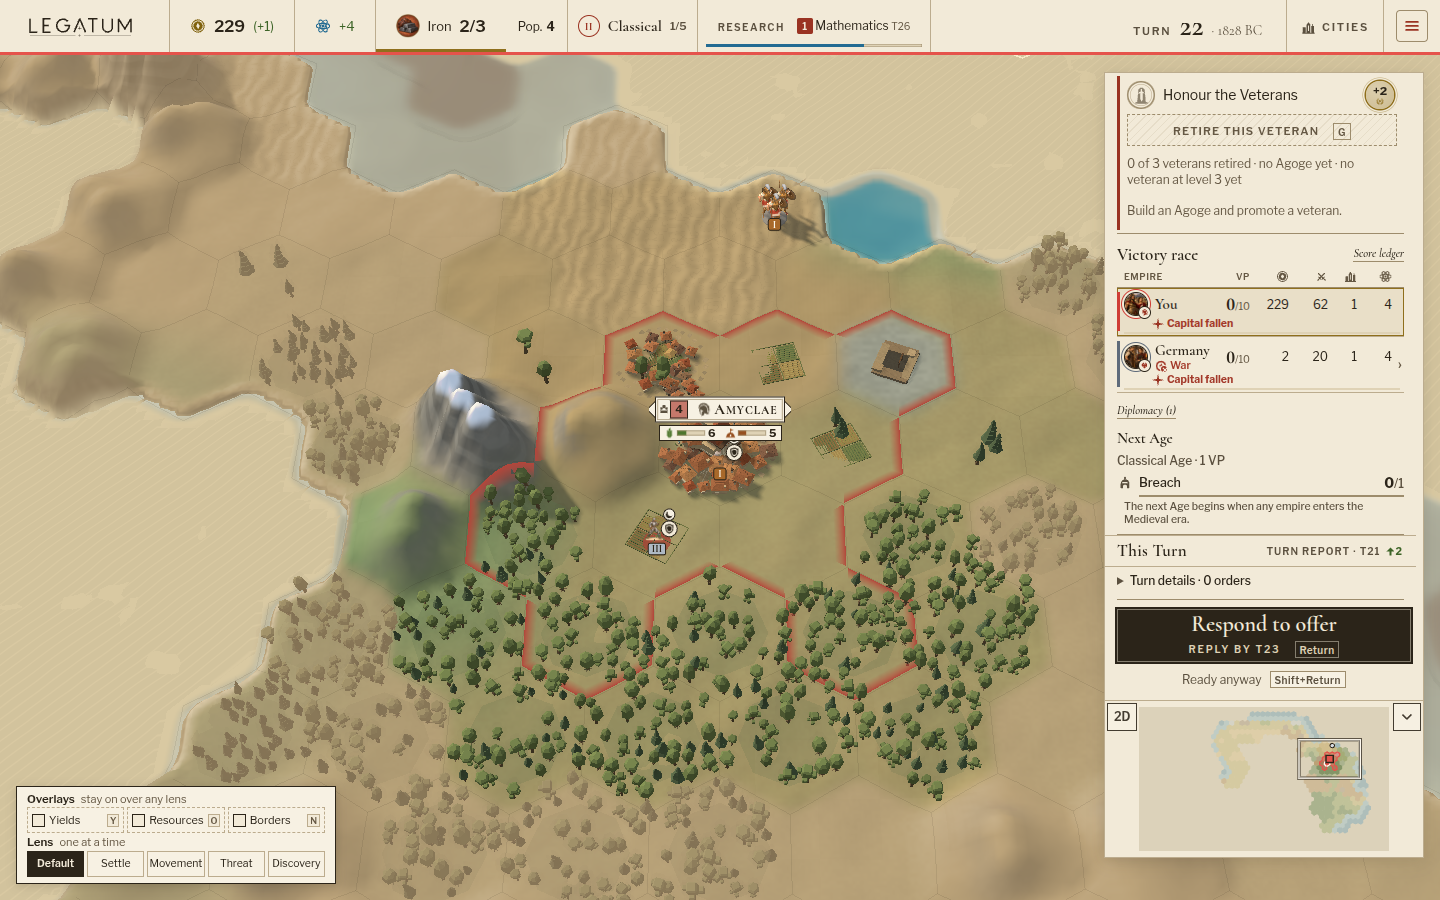 LEGATUM
229 (+1)
+4
Iron 2/3
Pop. 4
II Classical 1/5
RESEARCH 1 Mathematics T26
TURN 22 · 1828 BC
CITIES
Honour the Veterans
+2
RETIRE THIS VETERAN G
0 of 3 veterans retired · no Agoge yet · no
veteran at level 3 yet
Build an Agoge and promote a veteran.
Victory race Score ledger
EMPIRE VP
You 0/10 229 62 1 4
Capital fallen
Germany 0/10 2 20 1 4 ›
War
Capital fallen
Diplomacy (1)
Next Age
Classical Age · 1 VP
Breach 0/1
The next Age begins when any empire enters the
Medieval era.
This Turn TURN REPORT · T21 2
Turn details · 0 orders
Respond to offer
REPLY BY T23 Return
Ready anyway Shift+Return
2D
I
4 AMYCLAE
6 5
I
III
Overlays stay on over any lens
Yields Y Resources O Borders N
Lens one at a time
Default Settle Movement Threat Discovery